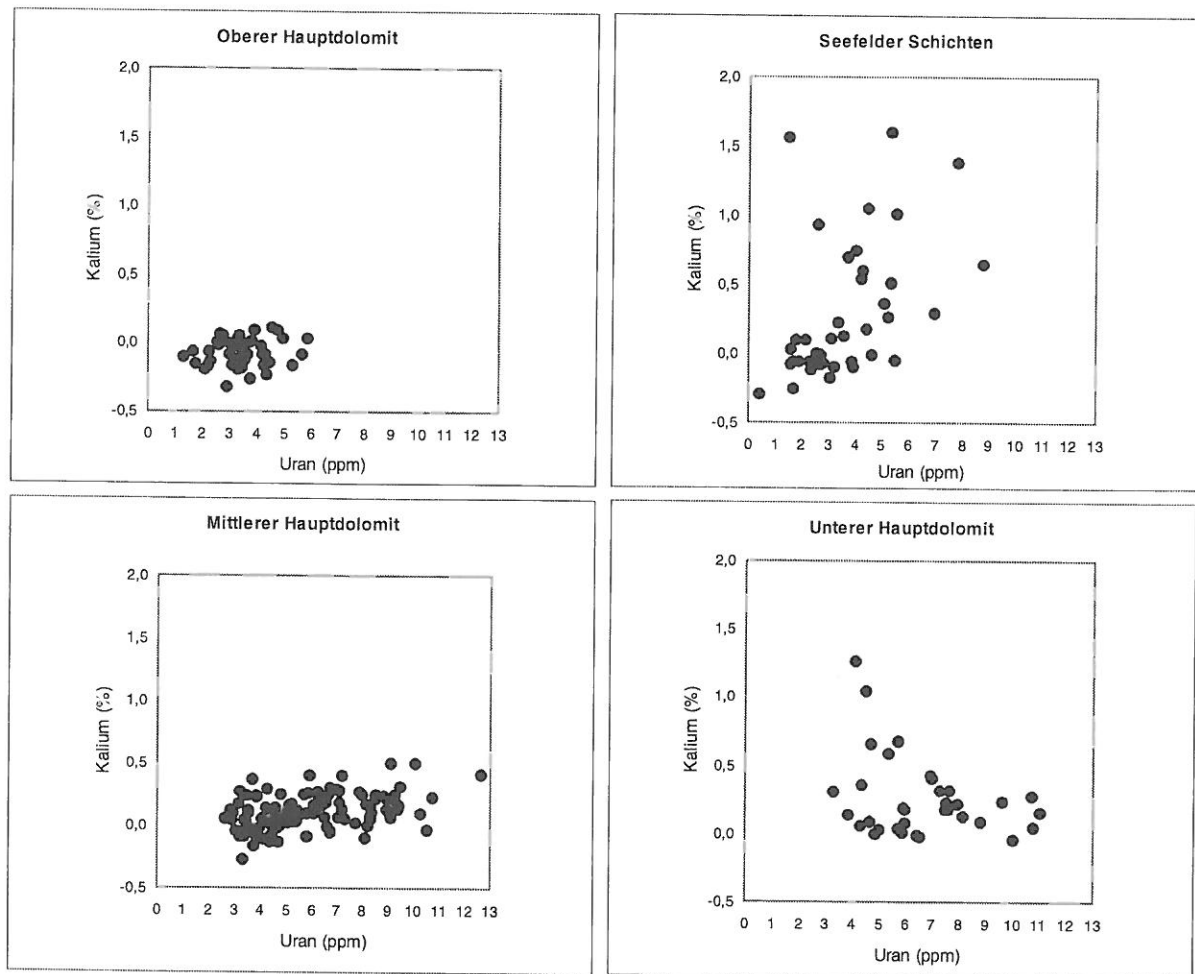 Oberer Hauptdolomit
2,0
1,5
1,0
0,5
0,0
-0,5
Kalium (%)
0 1 2 3 4 5 6 7 8 9 10 11 12 13
Uran (ppm)
Seefelder Schichten
2,0
1,5
1,0
0,5
0,0
-0,5
Kalium (%)
0 1 2 3 4 5 6 7 8 9 10 11 12 13
Uran (ppm)
Mittlerer Hauptdolomit
2,0
1,5
1,0
0,5
0,0
-0,5
Kalium (%)
0 1 2 3 4 5 6 7 8 9 10 11 12 13
Uran (ppm)
Unterer Hauptdolomit
2,0
1,5
1,0
0,5
0,0
-0,5
Kalium (%)
0 1 2 3 4 5 6 7 8 9 10 11 12 13
Uran (ppm)